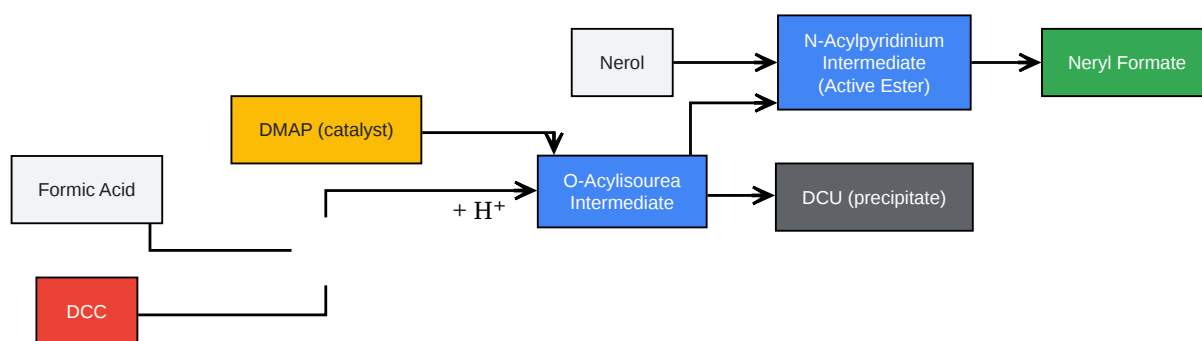 Nerol
N-Acylpyridinium
Intermediate
(Active Ester)
Neryl Formate
DMAP (catalyst)
Formic Acid
O-Acylisourea
Intermediate
DCU (precipitate)
+ H⁺
DCC